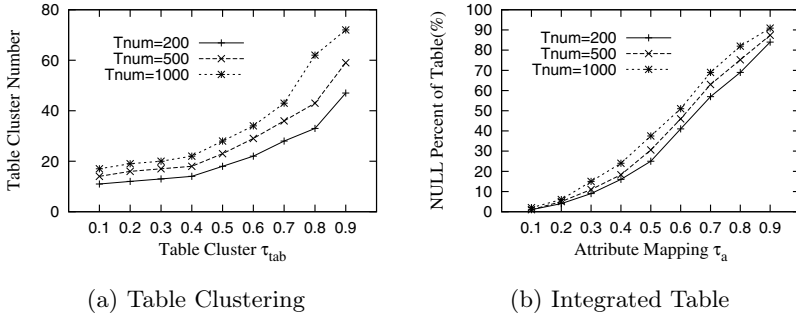 80
60
40
20
0
Table Cluster Number
Tnum=200
Tnum=500
Tnum=1000
0.1 0.2 0.3 0.4 0.5 0.6 0.7 0.8 0.9
Table Cluster τtab
(a) Table Clustering
100
90
80
70
60
50
40
30
20
10
0
NULL Percent of Table(%)
Tnum=200
Tnum=500
Tnum=1000
0.1 0.2 0.3 0.4 0.5 0.6 0.7 0.8 0.9
Attribute Mapping τa
(b) Integrated Table